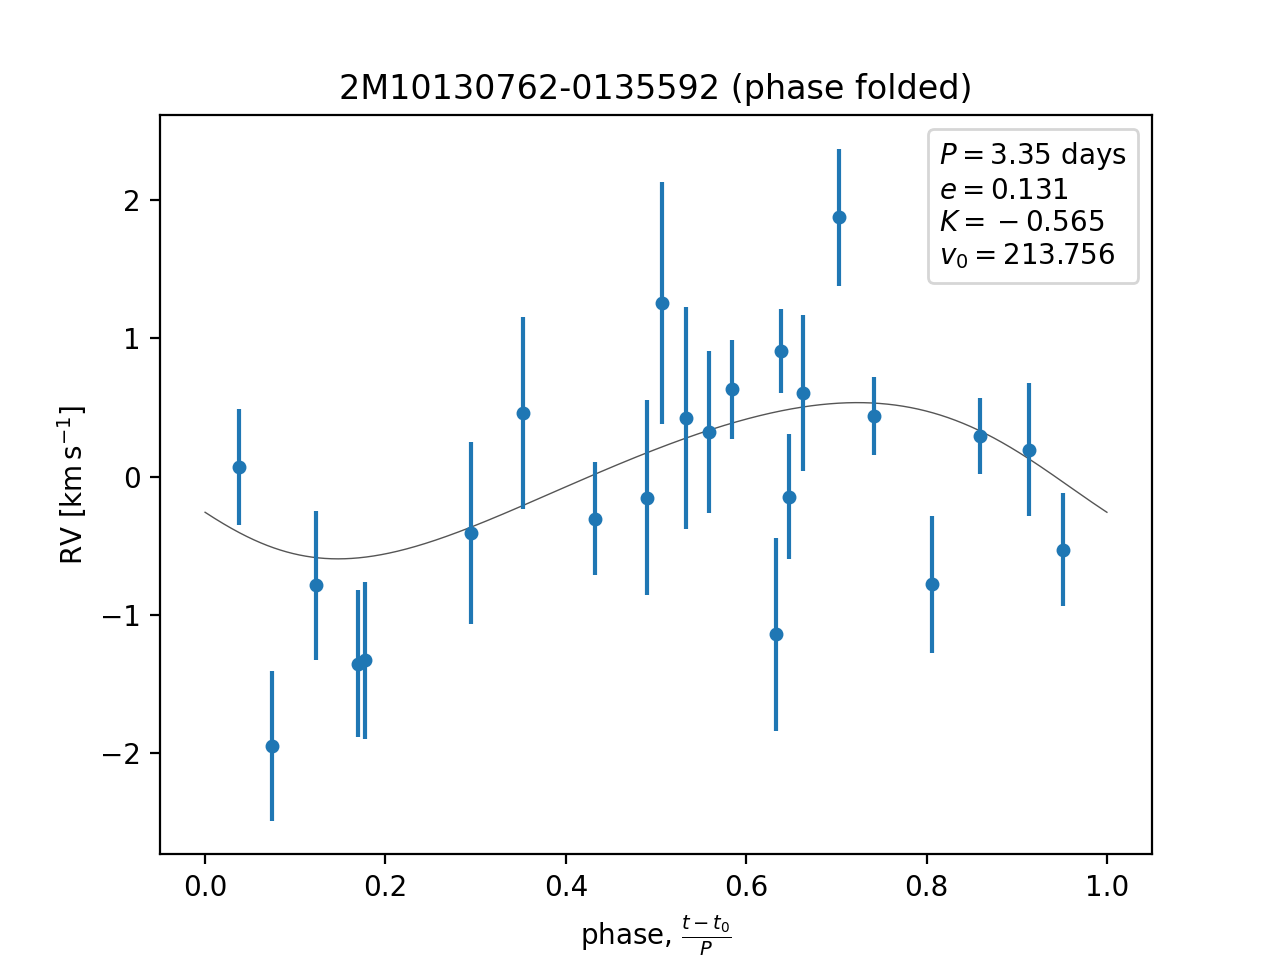 2M10130762-0135592 (phase folded)
P = 3.35 days
e = 0.131
K = −0.565
v₀ = 213.756
2
1
0
−1
−2
RV [km s⁻¹]
0.0 0.2 0.4 0.6 0.8 1.0
phase, (t − t₀)/P